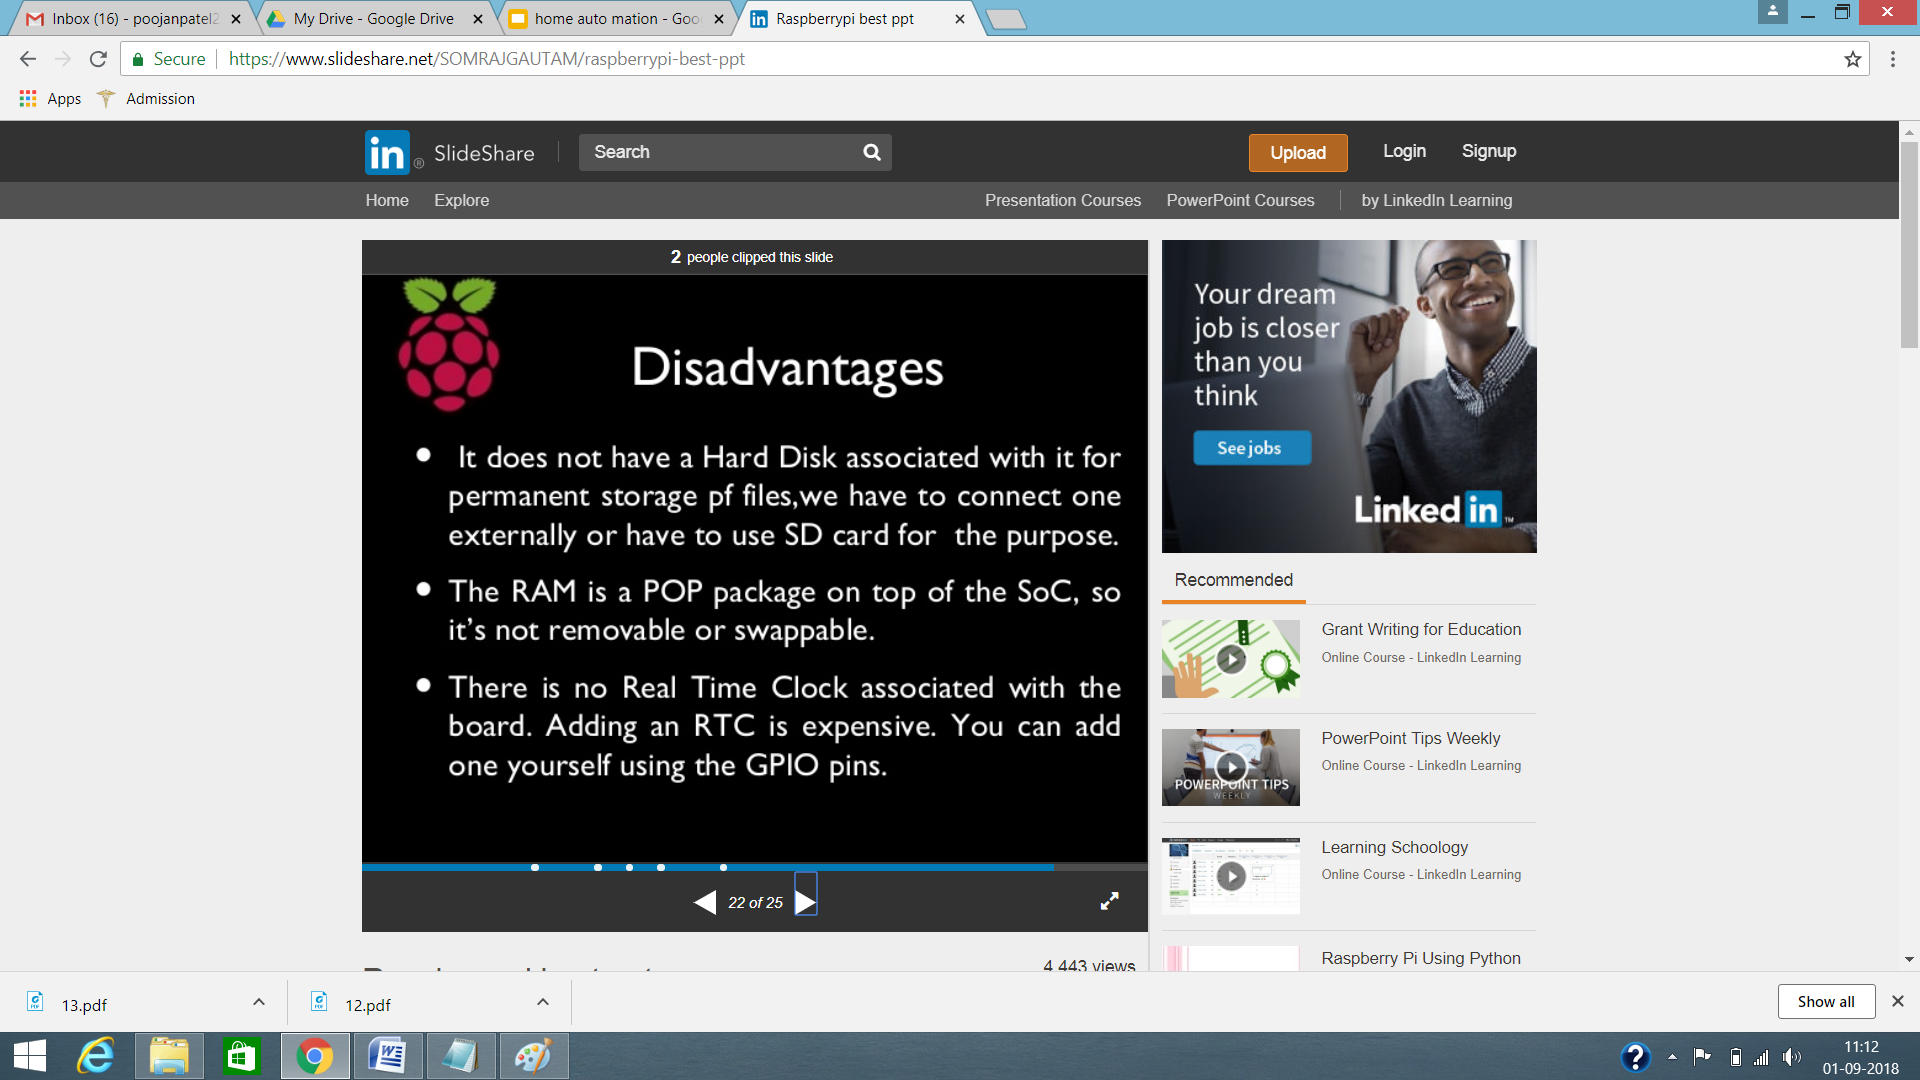 Inbox (16) - poojanpatel2
My Drive - Google Drive
home auto mation - Goo
Raspberrypi best ppt
Secure
https://www.slideshare.net/SOMRAJGAUTAM/raspberrypi-best-ppt
Apps
Admission
in® SlideShare
Search
Upload
Login
Signup
Home
Explore
Presentation Courses
PowerPoint Courses
by LinkedIn Learning
2 people clipped this slide
Disadvantages
• It does not have a Hard Disk associated with it for
permanent storage pf files,we have to connect one
externally or have to use SD card for the purpose.
• The RAM is a POP package on top of the SoC, so
it's not removable or swappable.
• There is no Real Time Clock associated with the
board. Adding an RTC is expensive. You can add
one yourself using the GPIO pins.
22 of 25
4,443 views
Your dream
job is closer
than you
think
See jobs
Linked in ™
Recommended
Grant Writing for Education
Online Course - LinkedIn Learning
PowerPoint Tips Weekly
Online Course - LinkedIn Learning
POWERPOINT TIPS
WEEKLY
Learning Schoology
Online Course - LinkedIn Learning
Raspberry Pi Using Python
13.pdf
12.pdf
Show all
11:12
01-09-2018